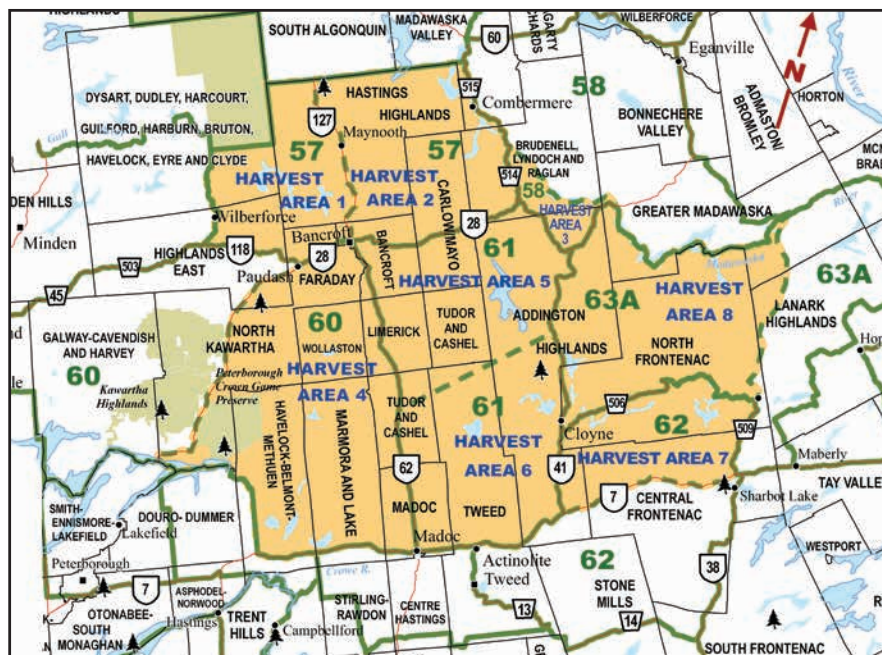 HIGHLANDS
SOUTH ALGONQUIN
MADAWASKA
VALLEY
60
WILBERFORCE
Eganville
N
River
HORTON
ADMASTON/
BROMLEY
58
BONNECHERE
VALLEY
HASTINGS
HIGHLANDS
515
Combermere
DYSART, DUDLEY, HARCOURT,
GUILFORD, HARBURN, BRUTON,
HAVELOCK, EYRE AND CLYDE
Gull
127
Maynooth
57
57
HARVEST
AREA 1
HARVEST
AREA 2
CARLOW/MAYO
BRUDENELL,
LYNDOCH AND
RAGLAN
514
58
HARVEST
AREA
3
GREATER MADAWASKA
River
Madawaska
DEN HILLS
Minden
Wilberforce
HIGHLANDS
EAST
118
503
45
Paudash
28
Bancroft
FARADAY
BANCROFT
28
61
HARVEST AREA 5
63A
HARVEST
AREA 8
63A
LANARK
HIGHLANDS
GALWAY-CAVENDISH
AND HARVEY
60
Kawartha
Highlands
NORTH
KAWARTHA
Peterborough
Crown Game
Preserve
60
WOLLASTON
HARVEST
AREA 4
LIMERICK
TUDOR
AND
CASHEL
ADDINGTON
HIGHLANDS
NORTH
FRONTENAC
HAVELOCK-BELMONT-
METHUEN
MARMORA AND LAKE
TUDOR
AND
CASHEL
61
HARVEST
AREA 6
506
Cloyne
62
509
HARVEST AREA 7
Maberly
62
41
7
CENTRAL
FRONTENAC
Sharbot Lake
TAY VALLE
SMITH-
ENNISMORE-
LAKEFIELD
Lakefield
DOURO-DUMMER
MADOC
TWEED
Madoc
Actinolite
Tweed
62
STONE
MILLS
38
WESTPORT
Peterborough
7
ASPHODEL-
NORWOOD
Crowe R.
OTONABEE-
SOUTH
MONAGHAN
Hastings
TRENT
HILLS
Campbellford
STIRLING-
RAWDON
CENTRE
HASTINGS
13
14
SOUTH FRONTENAC